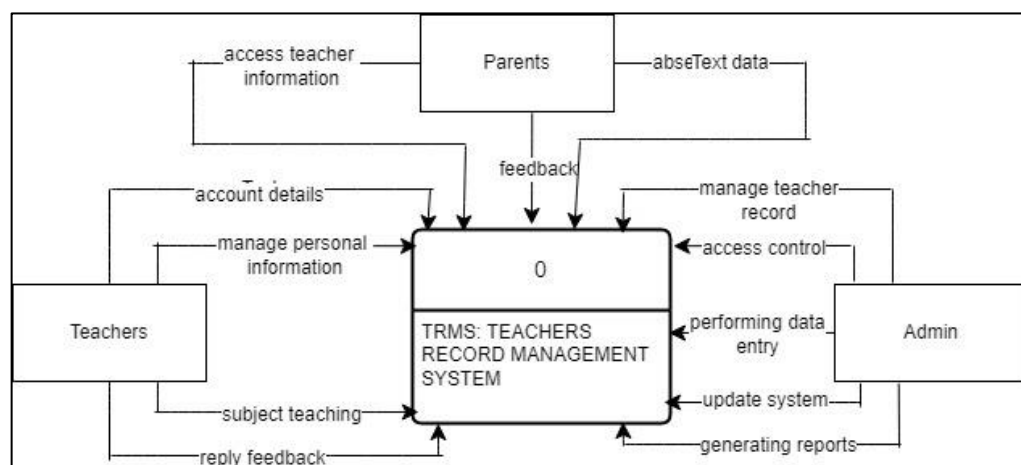 access teacher
information
Parents
data
feedback
account details
manage teacher
record
manage personal
information
access control
0
Teachers
TRMS: TEACHERS
RECORD MANAGEMENT
SYSTEM
performing data
entry
Admin
subject teaching
update system
reply feedback
generating reports